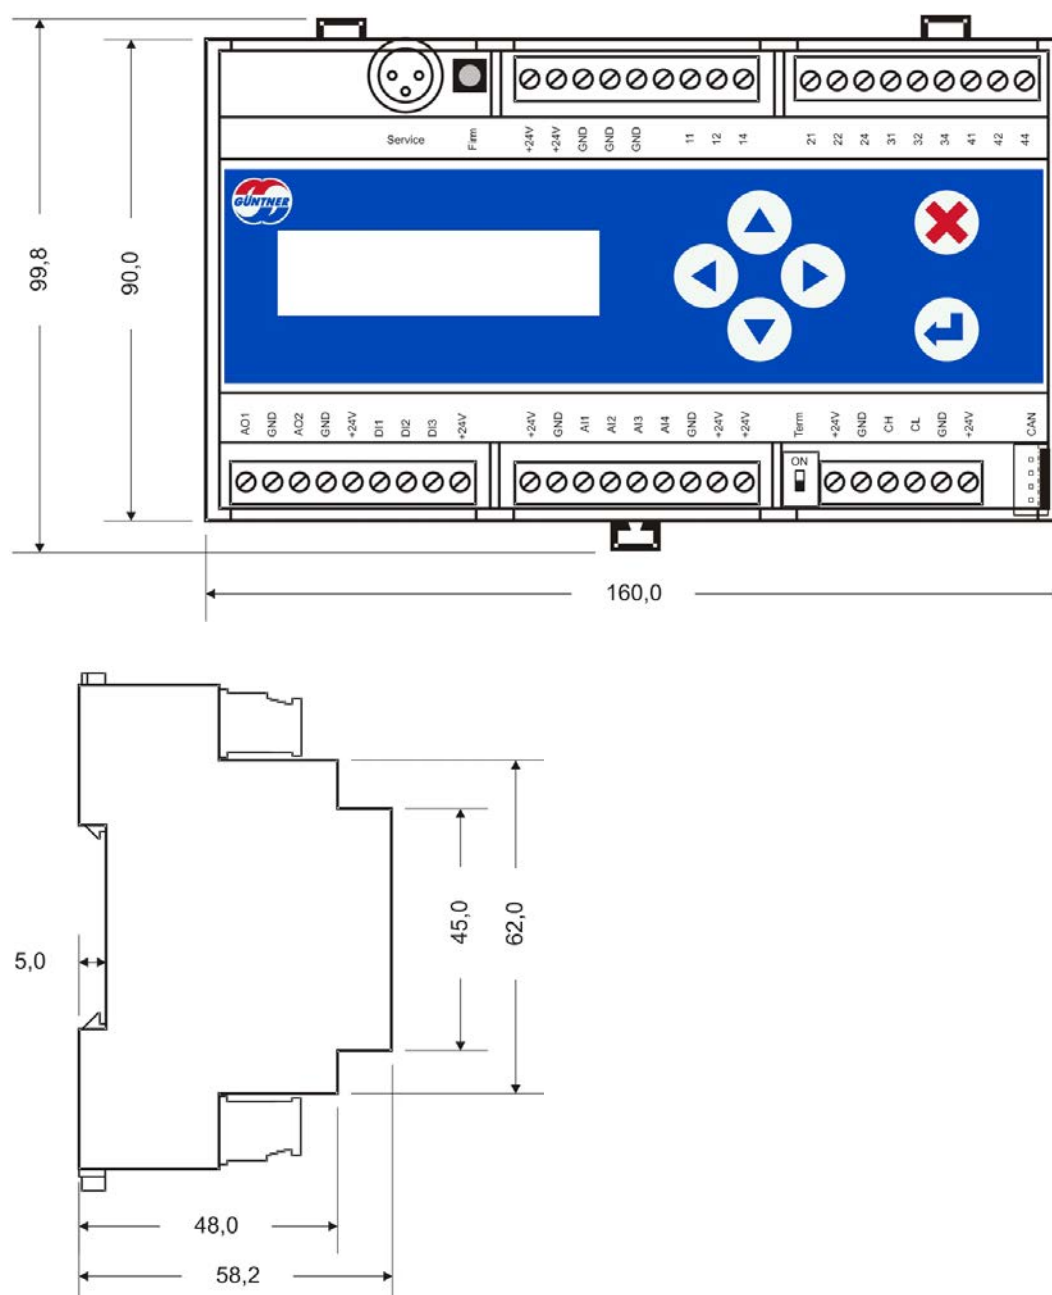 Service Firm +24V +24V GND GND GND 11 12 14 21 22 24 31 32 34 41 42 44
GÜNTNER
99,8
90,0
AO1 GND AO2 GND +24V DI1 DI2 DI3 +24V +24V GND AI1 AI2 AI3 AI4 GND +24V +24V Term +24V GND CH CL GND +24V CAN
ON
160,0
5,0
45,0
62,0
48,0
58,2